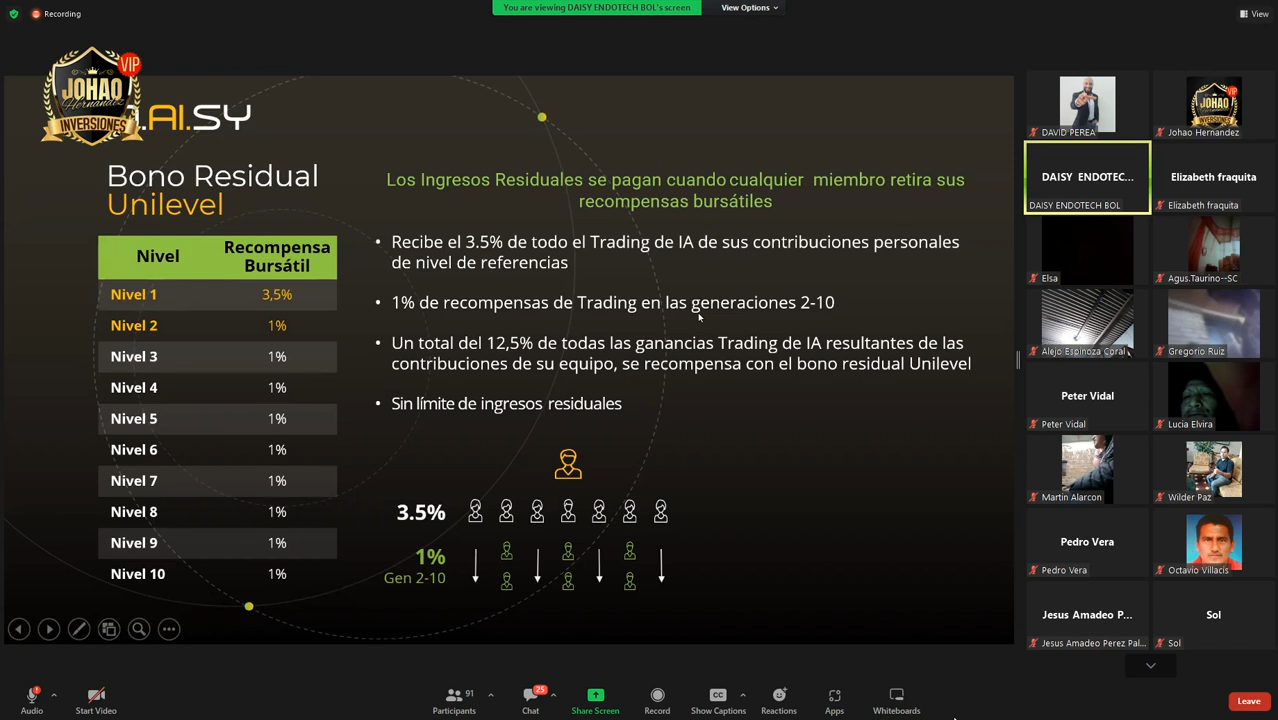 Recording
You are viewing DAISY ENDOTECH BOL's screen
View Options
View
VIP
JOHAO
Hernandez
INVERSIONES
.AI.SY
Bono Residual
Unilevel
Nivel
Recompensa
Bursátil
Nivel 1
3,5%
Nivel 2
1%
Nivel 3
1%
Nivel 4
1%
Nivel 5
1%
Nivel 6
1%
Nivel 7
1%
Nivel 8
1%
Nivel 9
1%
Nivel 10
1%
Los Ingresos Residuales se pagan cuando cualquier miembro retira sus
recompensas bursátiles
• Recibe el 3.5% de todo el Trading de IA de sus contribuciones personales
de nivel de referencias
• 1% de recompensas de Trading en las generaciones 2-10
• Un total del 12,5% de todas las ganancias Trading de IA resultantes de las
contribuciones de su equipo, se recompensa con el bono residual Unilevel
• Sin límite de ingresos residuales
3.5%
1%
Gen 2-10
DAVID PEREA
JOHAO
VIP
INVERSIONES
Johao Hernandez
DAISY ENDOTEC...
DAISY ENDOTECH BOL
Elizabeth fraquita
Elizabeth fraquita
Elsa
Agus.Taurino--SC
Alejo Espinoza Coral
Gregorio Ruiz
Peter Vidal
Peter Vidal
Lucia Elvira
Martin Alarcon
Wilder Paz
Pedro Vera
Pedro Vera
Octavio Villacis
Jesus Amadeo P...
Jesus Amadeo Perez Pal...
Sol
Sol
Audio
Start Video
91
Participants
25
Chat
Share Screen
Record
CC
Show Captions
Reactions
Apps
Whiteboards
Leave